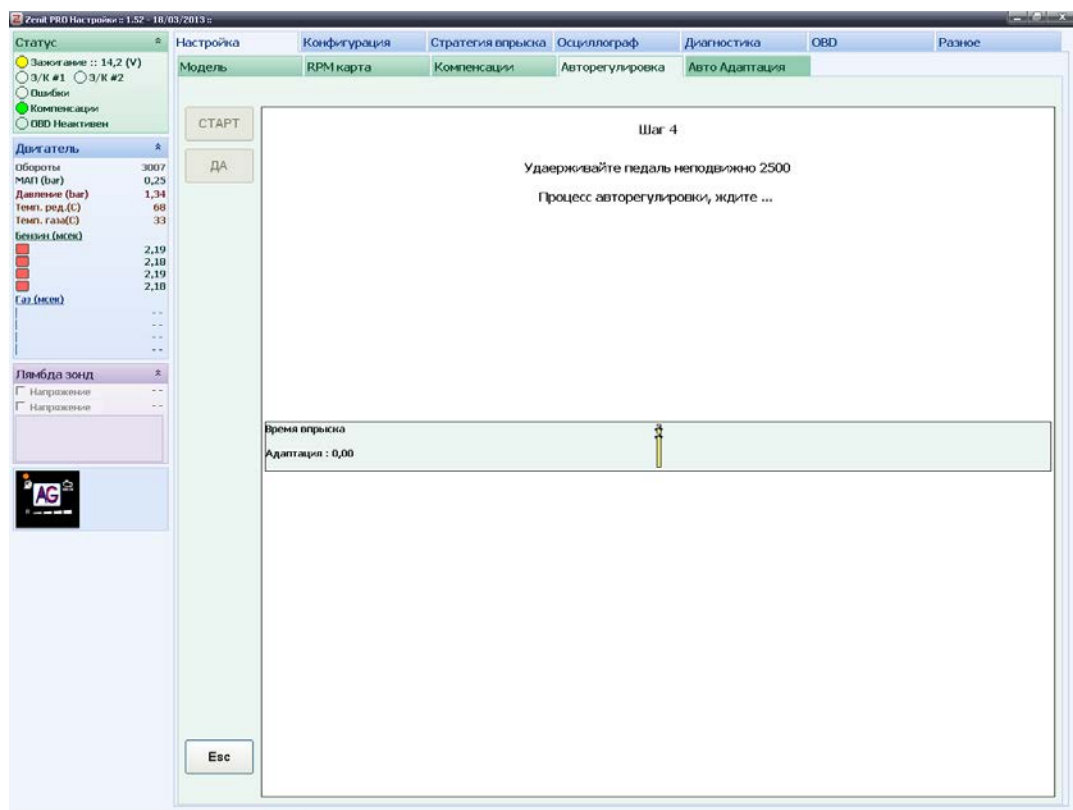 Zenit PRO Настройки :: 1.52 - 18/03/2013 ::
Статус
Зажигание :: 14,2 (V)
З/К #1 З/К #2
Ошибки
Компенсации
OBD Неактивен
Двигатель
Обороты 3007
МАП (bar) 0,25
Давление (bar) 1,34
Темп. ред.(C) 68
Темп. газа(C) 33
Бензин (мсек)
2,19
2,18
2,19
2,18
Газ (мсек)
- -
- -
- -
- -
Лямбда зонд
Напряжение - -
Напряжение - -
AG
Настройка Конфигурация Стратегия впрыска Осциллограф Диагностика OBD Разное
Модель RPM карта Компенсации Авторегулировка Авто Адаптация
СТАРТ
ДА
Шаг 4
Удаерживайте педаль неподвижно 2500
Процесс авторегулировки, ждите ...
Время впрыска
Адаптация : 0,00
Esc